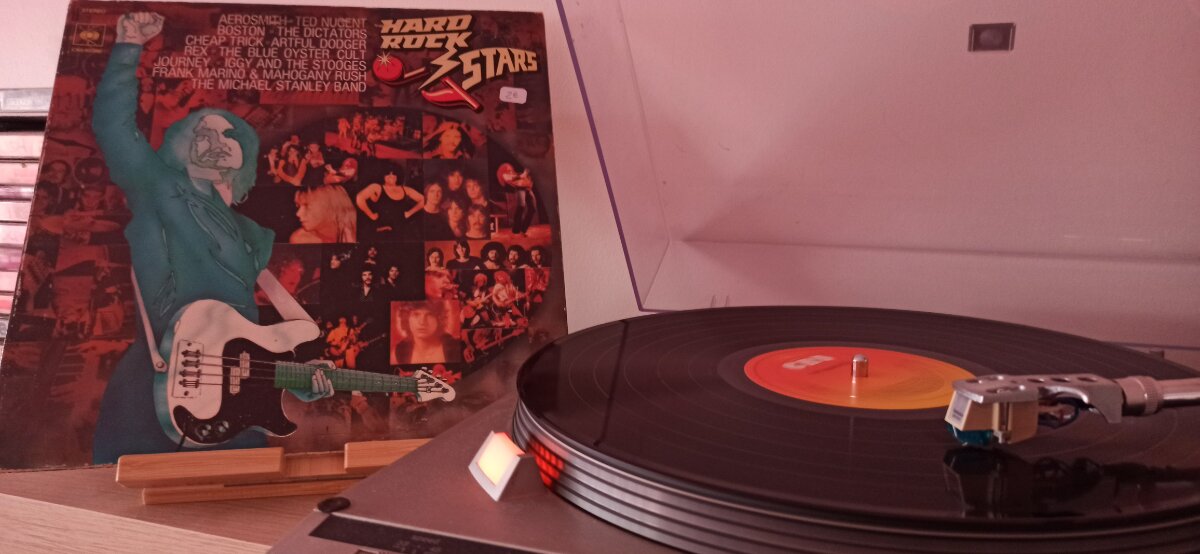 STEREO
AEROSMITH · TED NUGENT
BOSTON · THE DICTATORS
CHEAP TRICK · ARTFUL DODGER
REX · THE BLUE OYSTER CULT
JOURNEY · IGGY AND THE STOOGES
FRANK MARINO & MAHOGANY RUSH
THE MICHAEL STANLEY BAND
HARD
ROCK
STARS